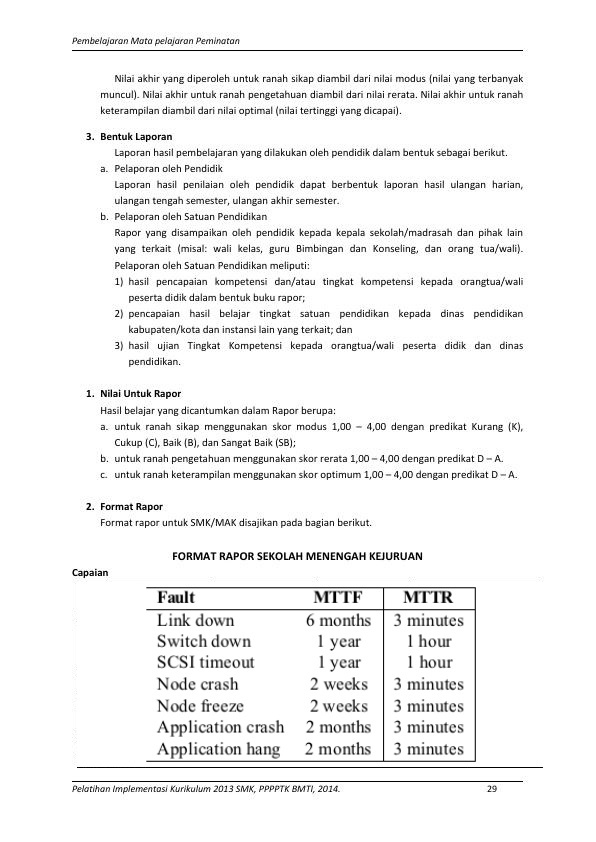 Pembelajaran Mata pelajaran Peminatan
Nilai akhir yang diperoleh untuk ranah sikap diambil dari nilai modus (nilai yang terbanyak
muncul). Nilai akhir untuk ranah pengetahuan diambil dari nilai rerata. Nilai akhir untuk ranah
keterampilan diambil dari nilai optimal (nilai tertinggi yang dicapai).
3. Bentuk Laporan
Laporan hasil pembelajaran yang dilakukan oleh pendidik dalam bentuk sebagai berikut.
a. Pelaporan oleh Pendidik
Laporan hasil penilaian oleh pendidik dapat berbentuk laporan hasil ulangan harian,
ulangan tengah semester, ulangan akhir semester.
b. Pelaporan oleh Satuan Pendidikan
Rapor yang disampaikan oleh pendidik kepada kepala sekolah/madrasah dan pihak lain
yang terkait (misal: wali kelas, guru Bimbingan dan Konseling, dan orang tua/wali).
Pelaporan oleh Satuan Pendidikan meliputi:
1) hasil pencapaian kompetensi dan/atau tingkat kompetensi kepada orangtua/wali
peserta didik dalam bentuk buku rapor;
2) pencapaian hasil belajar tingkat satuan pendidikan kepada dinas pendidikan
kabupaten/kota dan instansi lain yang terkait; dan
3) hasil ujian Tingkat Kompetensi kepada orangtua/wali peserta didik dan dinas
pendidikan.
1. Nilai Untuk Rapor
Hasil belajar yang dicantumkan dalam Rapor berupa:
a. untuk ranah sikap menggunakan skor modus 1,00 – 4,00 dengan predikat Kurang (K),
Cukup (C), Baik (B), dan Sangat Baik (SB);
b. untuk ranah pengetahuan menggunakan skor rerata 1,00 – 4,00 dengan predikat D – A.
c. untuk ranah keterampilan menggunakan skor optimum 1,00 – 4,00 dengan predikat D – A.
2. Format Rapor
Format rapor untuk SMK/MAK disajikan pada bagian berikut.
FORMAT RAPOR SEKOLAH MENENGAH KEJURUAN
Capaian
Fault MTTF MTTR
Link down 6 months 3 minutes
Switch down 1 year 1 hour
SCSI timeout 1 year 1 hour
Node crash 2 weeks 3 minutes
Node freeze 2 weeks 3 minutes
Application crash 2 months 3 minutes
Application hang 2 months 3 minutes
Pelatihan Implementasi Kurikulum 2013 SMK, PPPPTK BMTI, 2014. 29